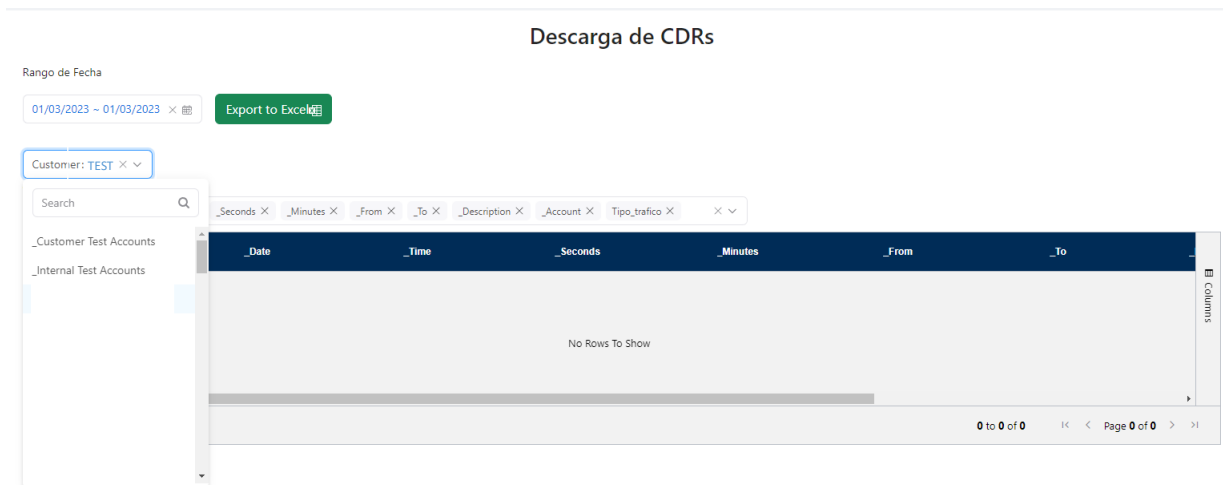 Descarga de CDRs
Rango de Fecha
01/03/2023 ~ 01/03/2023
Export to Excel
Customer: TEST
Search
_Seconds _Minutes _From _To _Description _Account Tipo_trafico
_Customer Test Accounts
_Internal Test Accounts
_Date _Time _Seconds _Minutes _From _To
Columns
No Rows To Show
0 to 0 of 0 Page 0 of 0